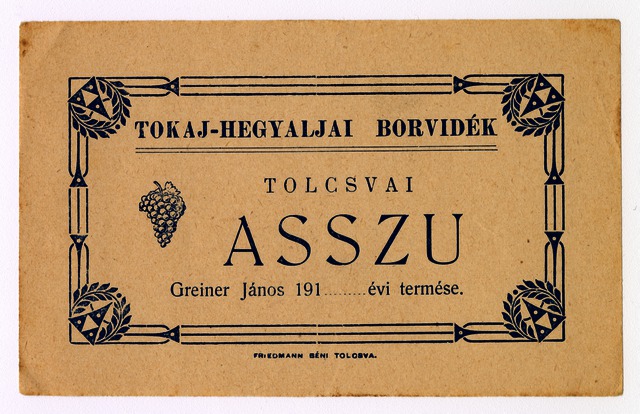 TOKAJ-HEGYALJAI BORVIDÉK
TOLCSVAI
ASSZU
Greiner János 191.........évi termése.
FRIEDMANN BÉNI TOLCSVA.